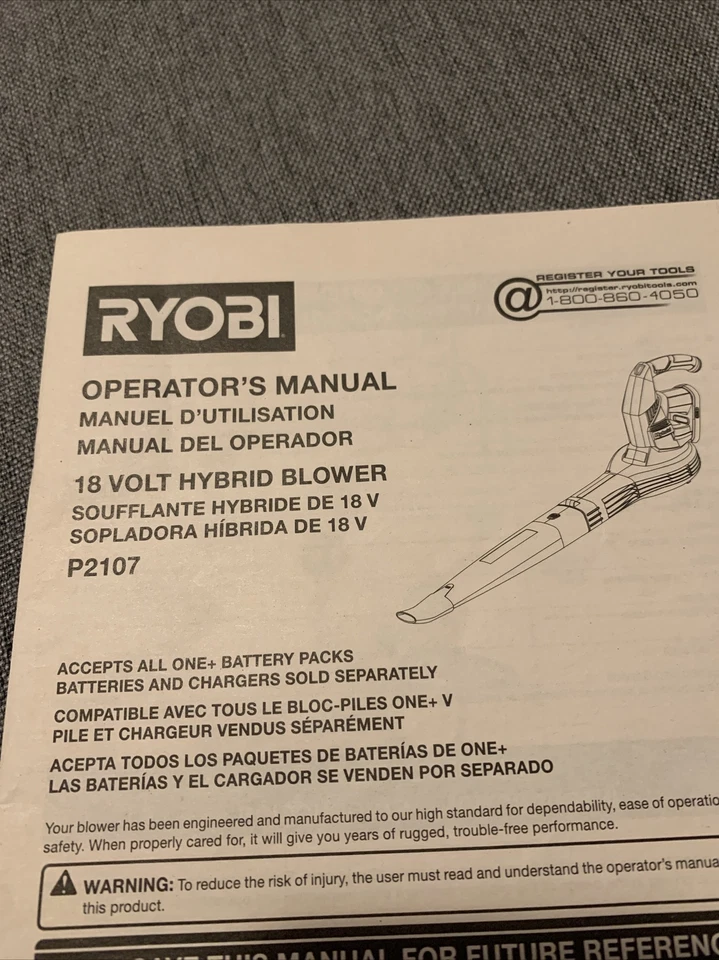 RYOBI
REGISTER YOUR TOOLS
http://register.ryobitools.com
1-800-860-4050
OPERATOR'S MANUAL
MANUEL D'UTILISATION
MANUAL DEL OPERADOR
18 VOLT HYBRID BLOWER
SOUFFLANTE HYBRIDE DE 18 V
SOPLADORA HÍBRIDA DE 18 V
P2107
ACCEPTS ALL ONE+ BATTERY PACKS
BATTERIES AND CHARGERS SOLD SEPARATELY
COMPATIBLE AVEC TOUS LE BLOC-PILES ONE+ V
PILE ET CHARGEUR VENDUS SÉPARÉMENT
ACEPTA TODOS LOS PAQUETES DE BATERÍAS DE ONE+
LAS BATERÍAS Y EL CARGADOR SE VENDEN POR SEPARADO
Your blower has been engineered and manufactured to our high standard for dependability, ease of operatio
safety. When properly cared for, it will give you years of rugged, trouble-free performance.
WARNING: To reduce the risk of injury, the user must read and understand the operator's manua
this product.
THIS MANUAL FOR FUTURE REFERENC